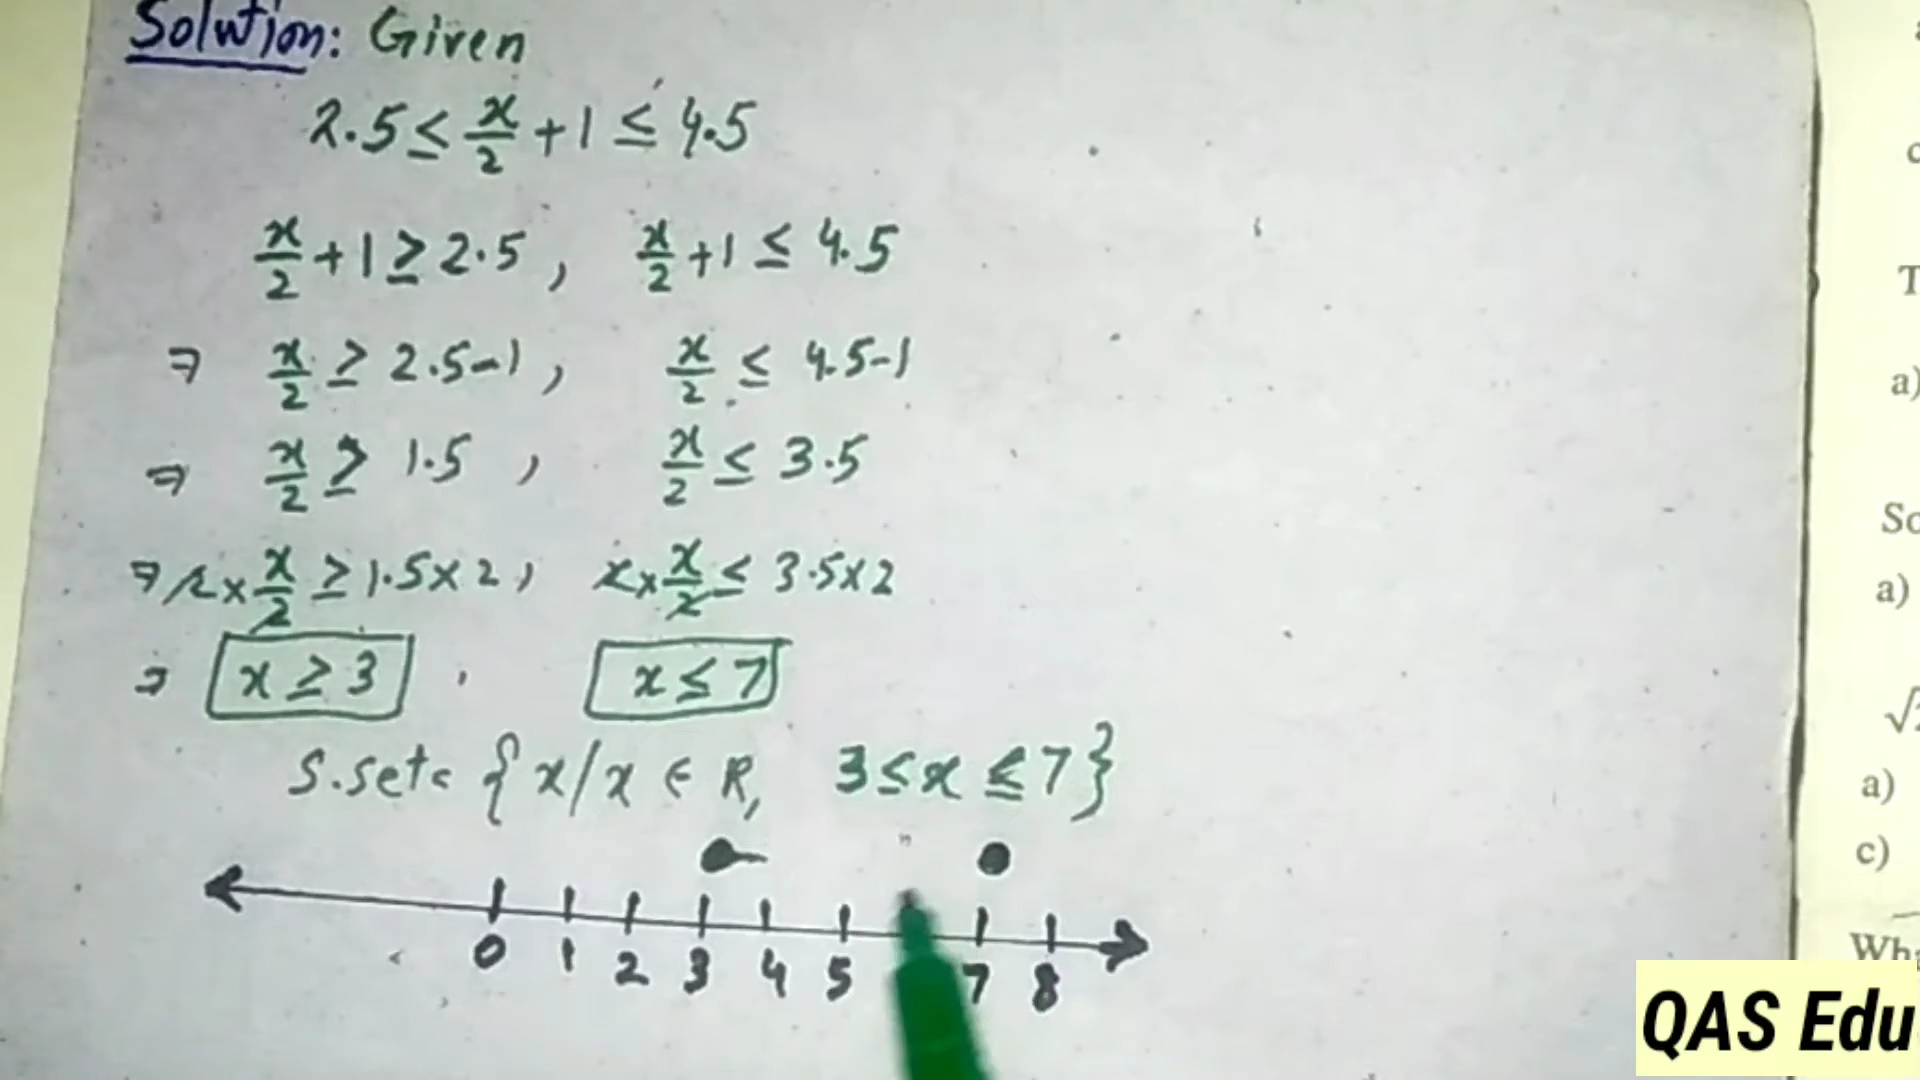 Solution: Given
2.5 ≤ x/2 + 1 ≤ 4.5
x/2 + 1 ≥ 2.5 , x/2 + 1 ≤ 4.5
⇒ x/2 ≥ 2.5-1 , x/2 ≤ 4.5-1
⇒ x/2 ≥ 1.5 , x/2 ≤ 3.5
⇒ 2 × x/2 ≥ 1.5 × 2 , 2 × x/2 ≤ 3.5 × 2
⇒ x ≥ 3 , x ≤ 7
S.set = {x/x ∈ R, 3 ≤ x ≤ 7}
0 1 2 3 4 5 7 8
a)
a)
a)
c)
QAS Edu